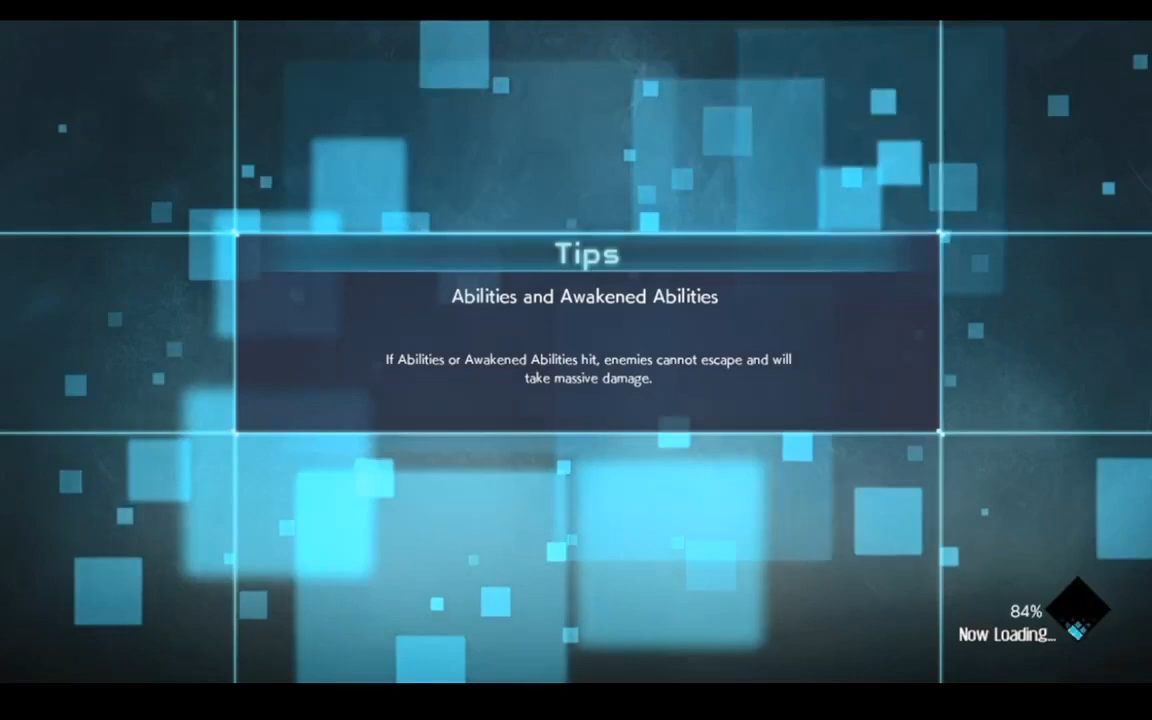 Tips
Abilities and Awakened Abilities
If Abilities or Awakened Abilities hit, enemies cannot escape and will
take massive damage.
84%
Now Loading...